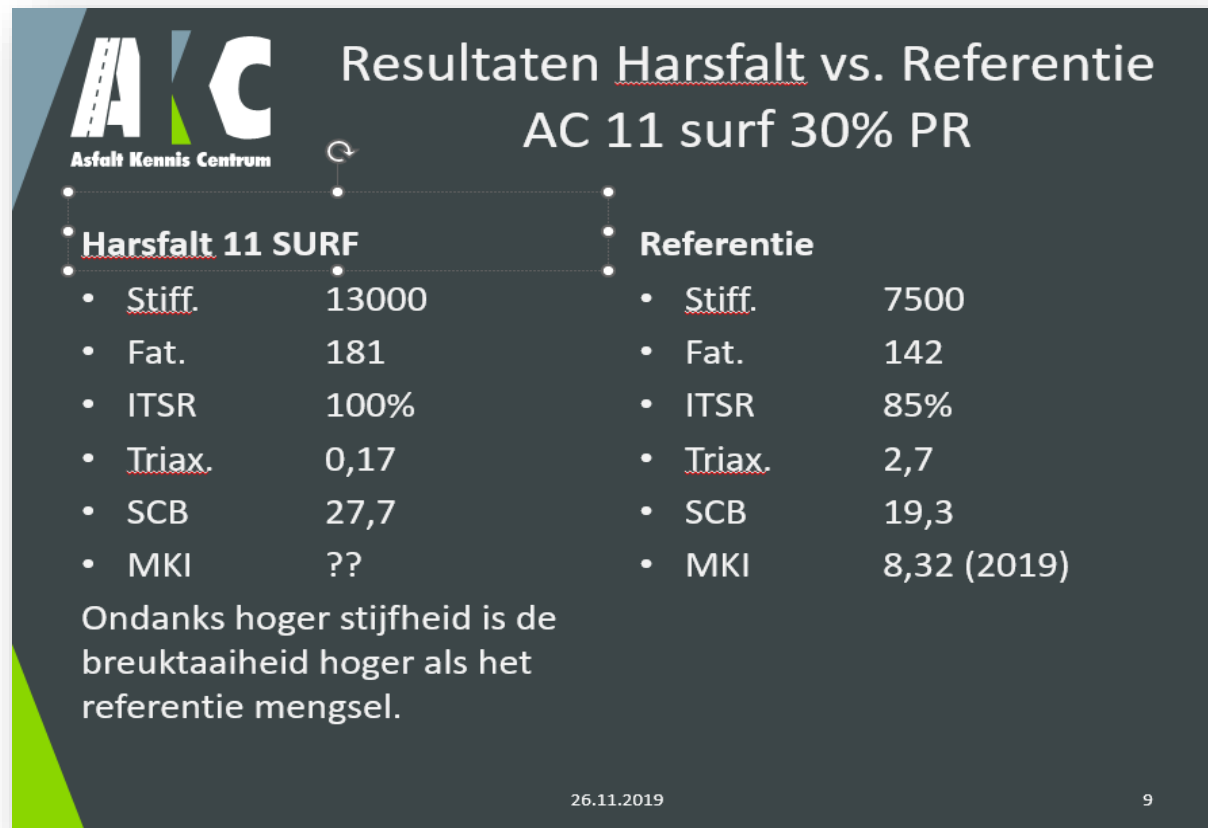 AKC
Asfalt Kennis Centrum
Resultaten Harsfalt vs. Referentie
AC 11 surf 30% PR
Harsfalt 11 SURF
• Stiff. 13000
• Fat. 181
• ITSR 100%
• Triax. 0,17
• SCB 27,7
• MKI ??
Ondanks hoger stijfheid is de
breuktaaiheid hoger als het
referentie mengsel.
Referentie
• Stiff. 7500
• Fat. 142
• ITSR 85%
• Triax. 2,7
• SCB 19,3
• MKI 8,32 (2019)
26.11.2019
9